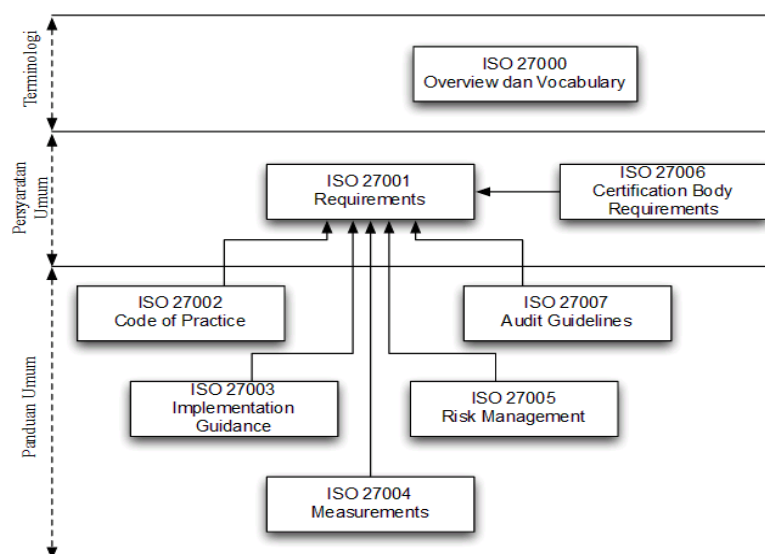 Terminologi
ISO 27000
Overview dan Vocabulary
Persyaratan
Umum
ISO 27001
Requirements
ISO 27006
Certification Body
Requirements
Panduan Umum
ISO 27002
Code of Practice
ISO 27007
Audit Guidelines
ISO 27003
Implementation
Guidance
ISO 27005
Risk Management
ISO 27004
Measurements